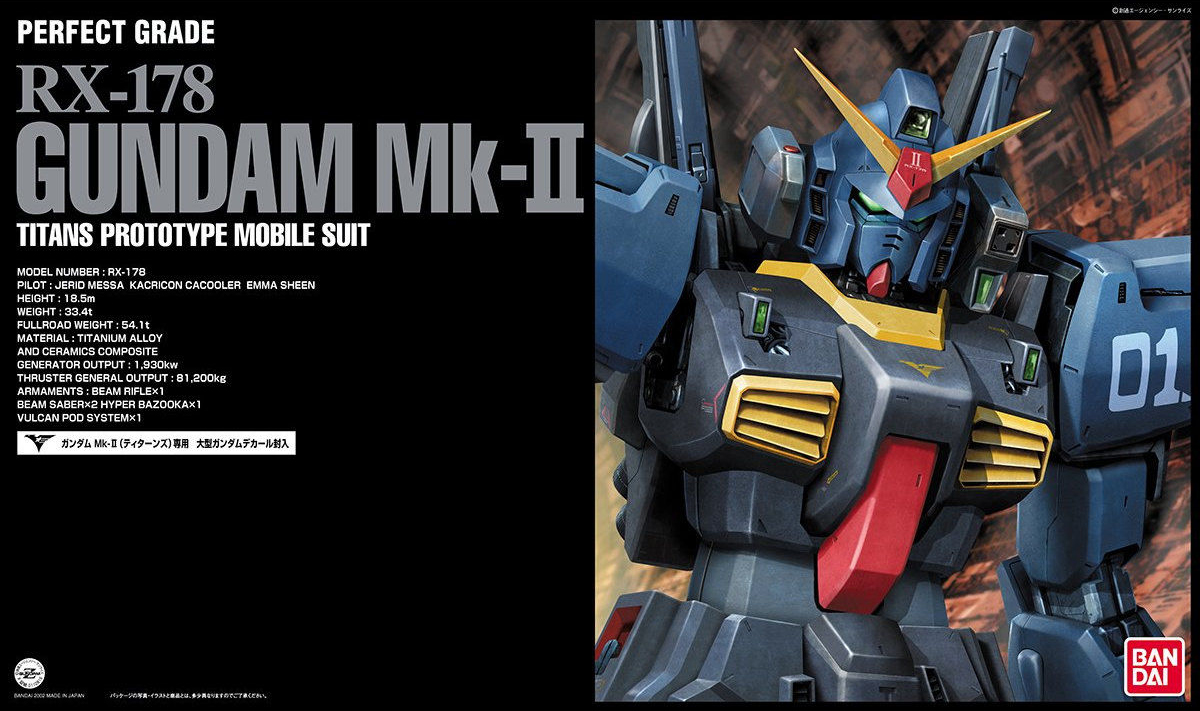 PERFECT GRADE
RX-178
GUNDAM Mk-II
TITANS PROTOTYPE MOBILE SUIT
MODEL NUMBER : RX-178
PILOT : JERID MESSA KACRICON CACOOLER EMMA SHEEN
HEIGHT : 18.5m
WEIGHT : 33.4t
FULLROAD WEIGHT : 54.1t
MATERIAL : TITANIUM ALLOY
AND CERAMICS COMPOSITE
GENERATOR OUTPUT : 1,930kw
THRUSTER GENERAL OUTPUT : 81,200kg
ARMAMENTS : BEAM RIFLE×1
BEAM SABER×2 HYPER BAZOOKA×1
VULCAN POD SYSTEM×1
ガンダム Mk-II（ティターンズ）専用 大型ガンダムデカール封入
BANDAI 2002 MADE IN JAPAN
パッケージの写真・イラストと商品とは、多少異なりますのでご了承ください。
©創通エージェンシー・サンライズ
II
01
BAN
DAI